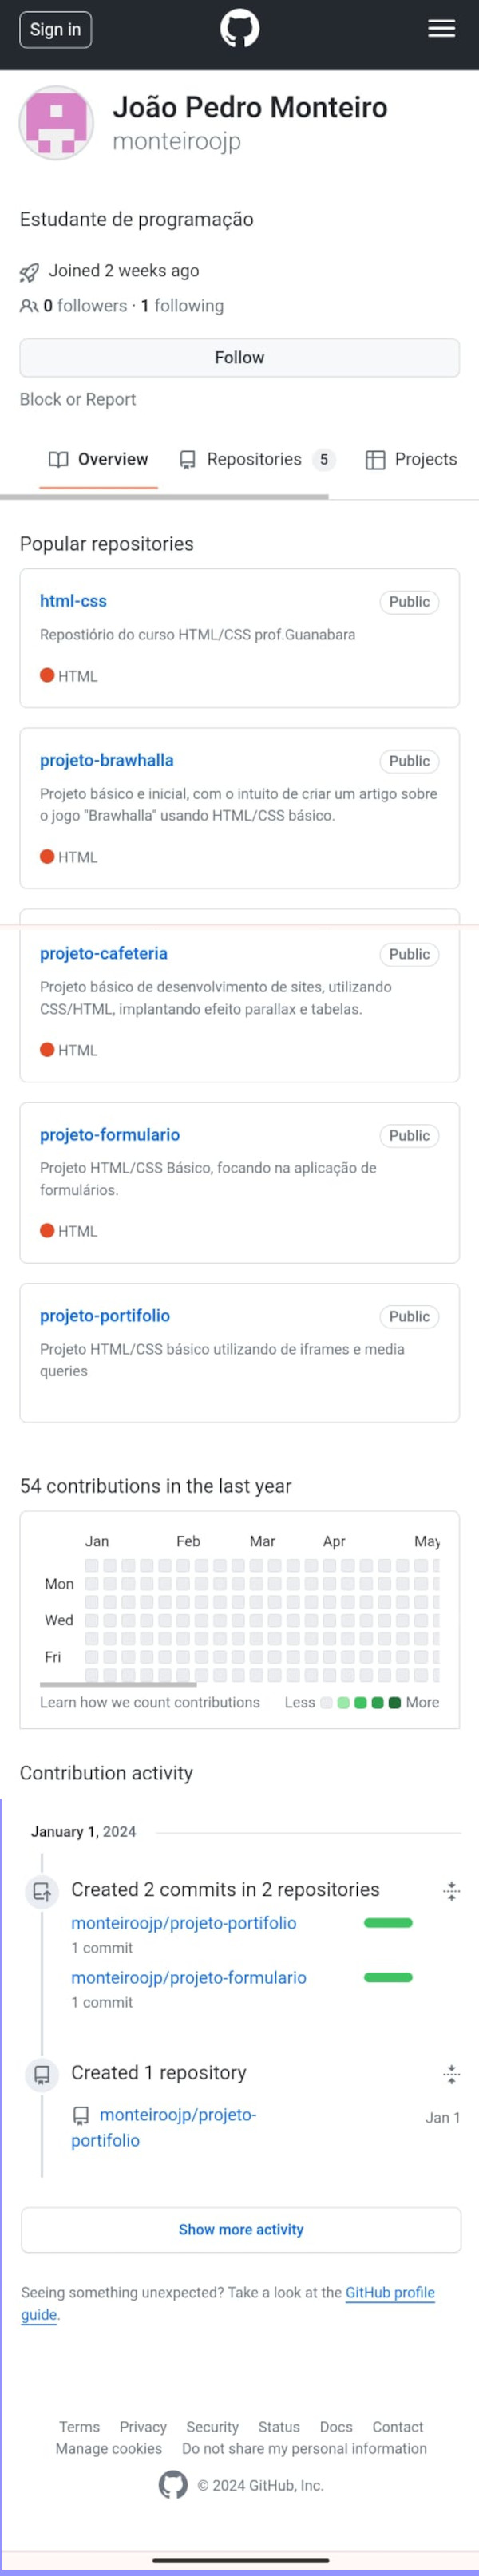 Sign in
João Pedro Monteiro
monteiroojp
Estudante de programação
Joined 2 weeks ago
0 followers · 1 following
Follow
Block or Report
Overview Repositories 5 Projects
Popular repositories
html-css Public
Repostiório do curso HTML/CSS prof.Guanabara
HTML
projeto-brawhalla Public
Projeto básico e inicial, com o intuito de criar um artigo sobre
o jogo "Brawhalla" usando HTML/CSS básico.
HTML
projeto-cafeteria Public
Projeto básico de desenvolvimento de sites, utilizando
CSS/HTML, implantando efeito parallax e tabelas.
HTML
projeto-formulario Public
Projeto HTML/CSS Básico, focando na aplicação de
formulários.
HTML
projeto-portifolio Public
Projeto HTML/CSS básico utilizando de iframes e media
queries
54 contributions in the last year
Jan Feb Mar Apr May
Mon
Wed
Fri
Learn how we count contributions Less More
Contribution activity
January 1, 2024
Created 2 commits in 2 repositories
monteiroojp/projeto-portifolio
1 commit
monteiroojp/projeto-formulario
1 commit
Created 1 repository
monteiroojp/projeto- Jan 1
portifolio
Show more activity
Seeing something unexpected? Take a look at the GitHub profile
guide.
Terms Privacy Security Status Docs Contact
Manage cookies Do not share my personal information
© 2024 GitHub, Inc.